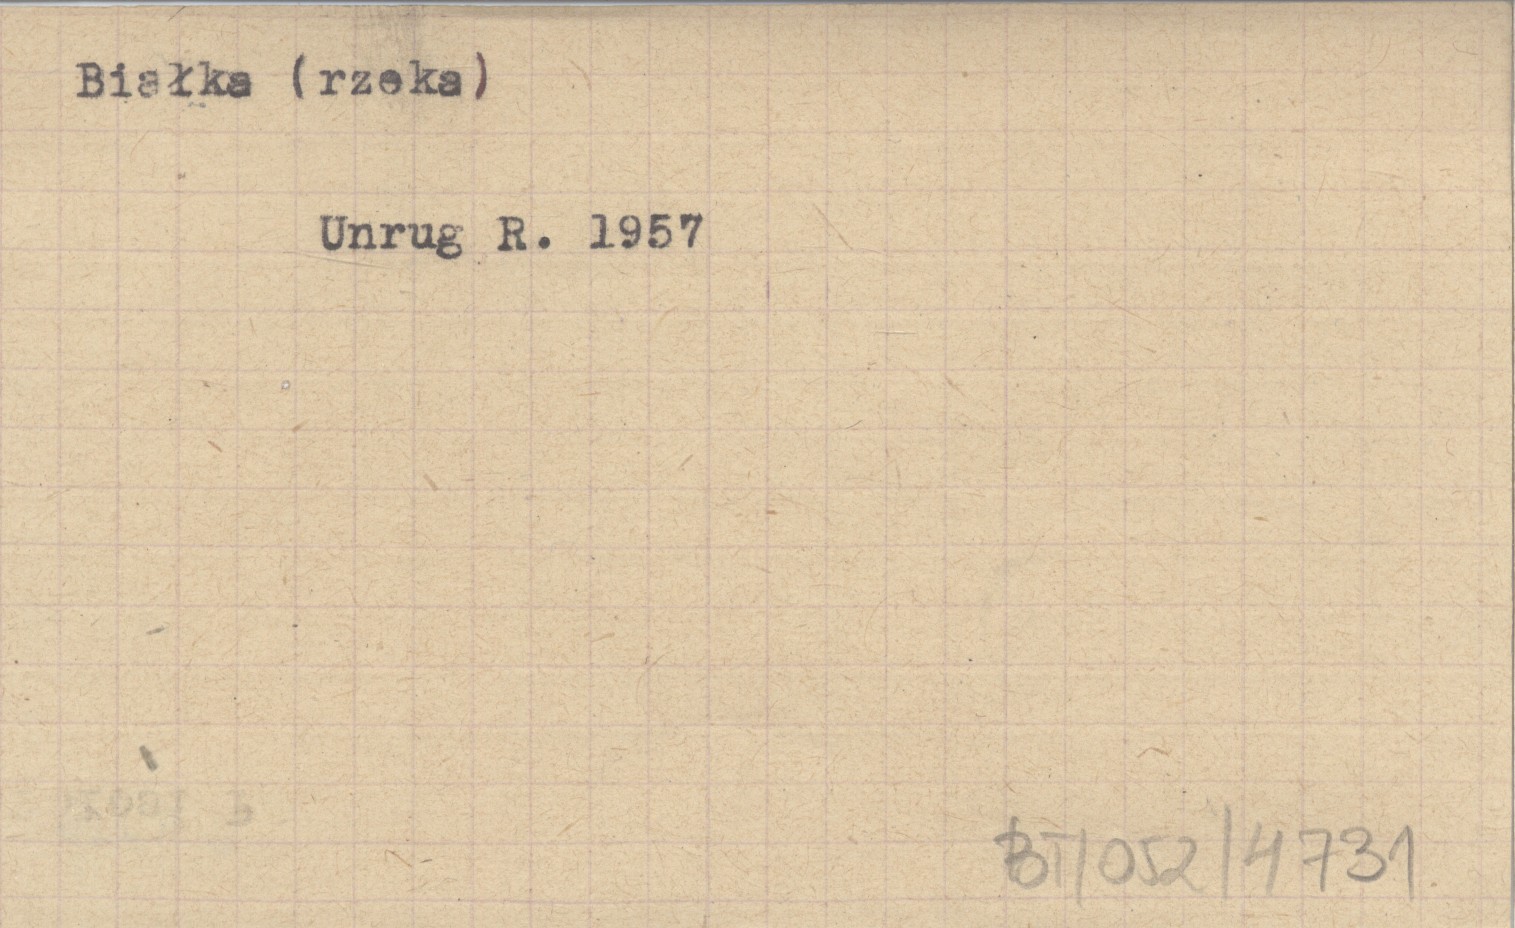 Białka (rzeka)
Unrug R. 1957
BT/052/4731